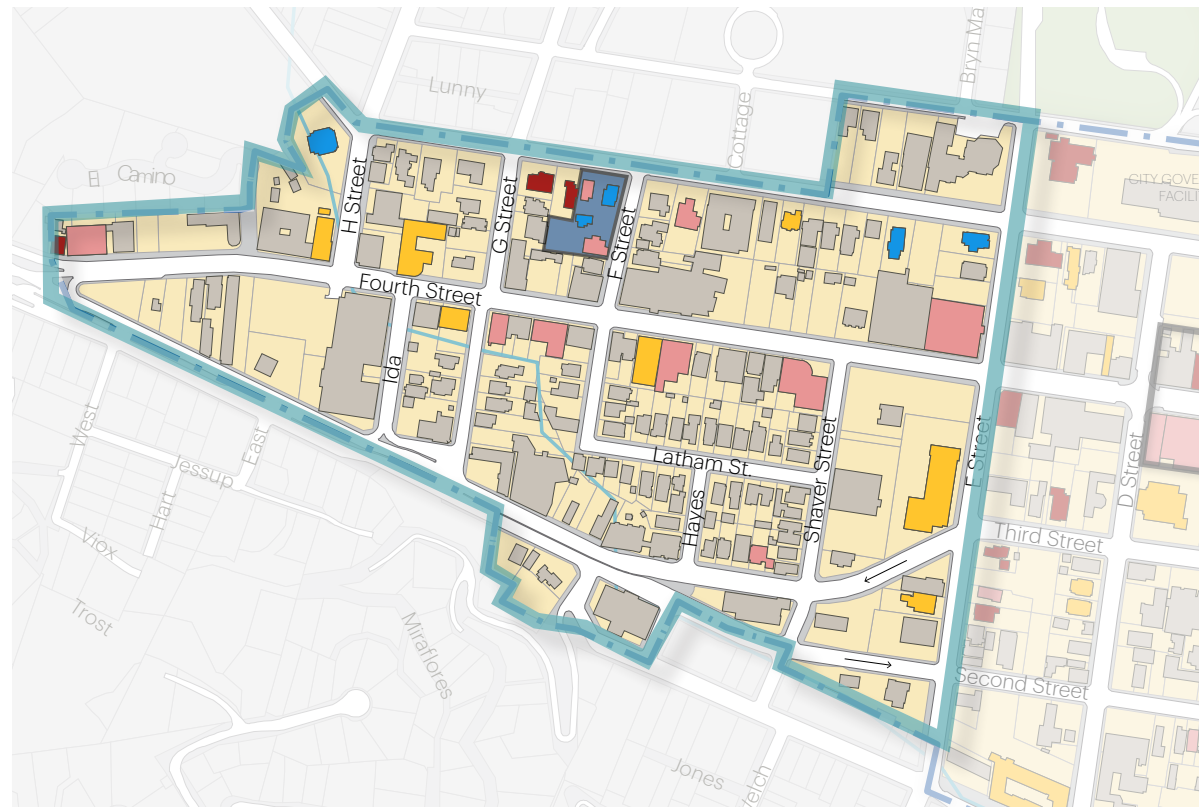 Bryn Ma
Lunny
Cottage
El Camino
H Street
G Street
F Street
CITY GOVE
FACILI
Fourth Street
Ida
West
East
Jessup
Hart
Viox
Trost
Miraflores
Latham St.
Hayes
Shaver Street
E Street
D Street
Third Street
Second Street
Jones
Welch